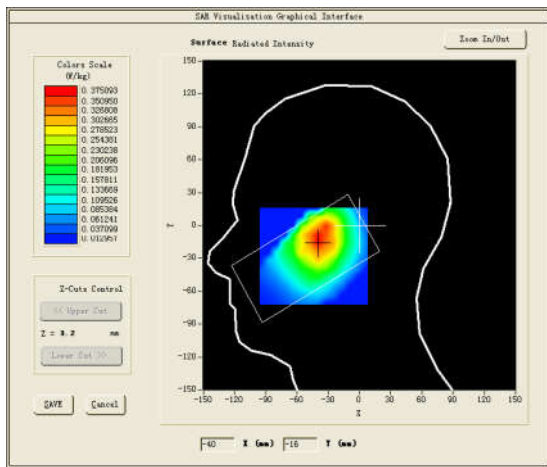 SAR Visualisation Graphical Interface
Surface Radiated Intensity
Zoom In/Out
Colors Scale
(W/kg)
0.375093
0.350950
0.326808
0.302665
0.278523
0.254381
0.230238
0.206096
0.181953
0.157811
0.133669
0.109526
0.085384
0.061241
0.037099
0.012957
Z-Cuts Control
<< Upper Cut
Z = 3.2 mm
Lower Cut >>
SAVE Cancel
150
120
90
60
30
0
-30
-60
-90
-120
-150
Y
-150 -120 -90 -60 -30 0 30 60 90 120 150
X
-40 X (mm) -16 Y (mm)